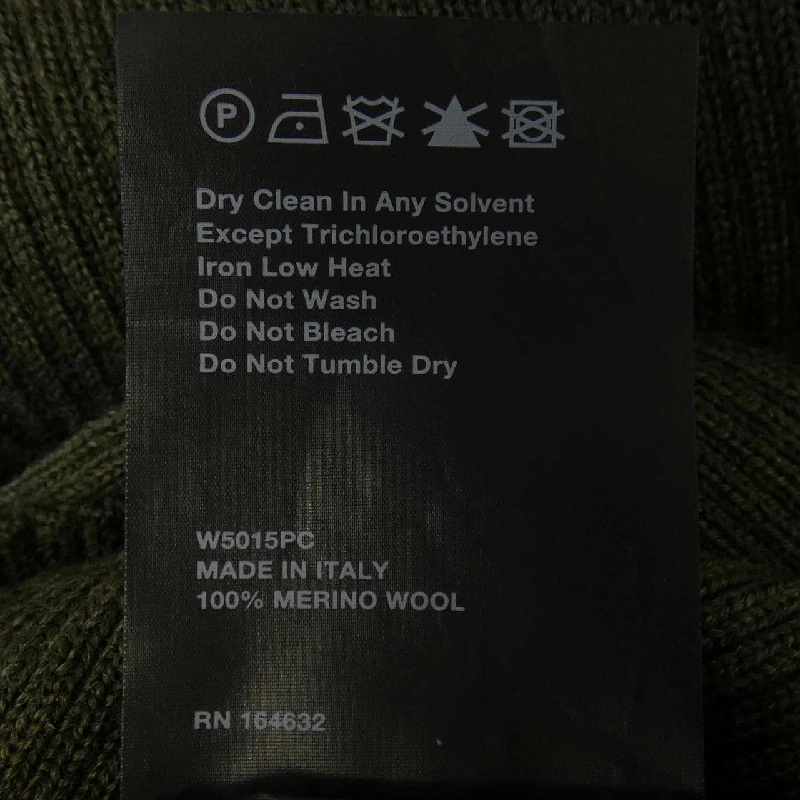 P
Dry Clean In Any Solvent
Except Trichloroethylene
Iron Low Heat
Do Not Wash
Do Not Bleach
Do Not Tumble Dry
W5015PC
MADE IN ITALY
100% MERINO WOOL
RN 164632